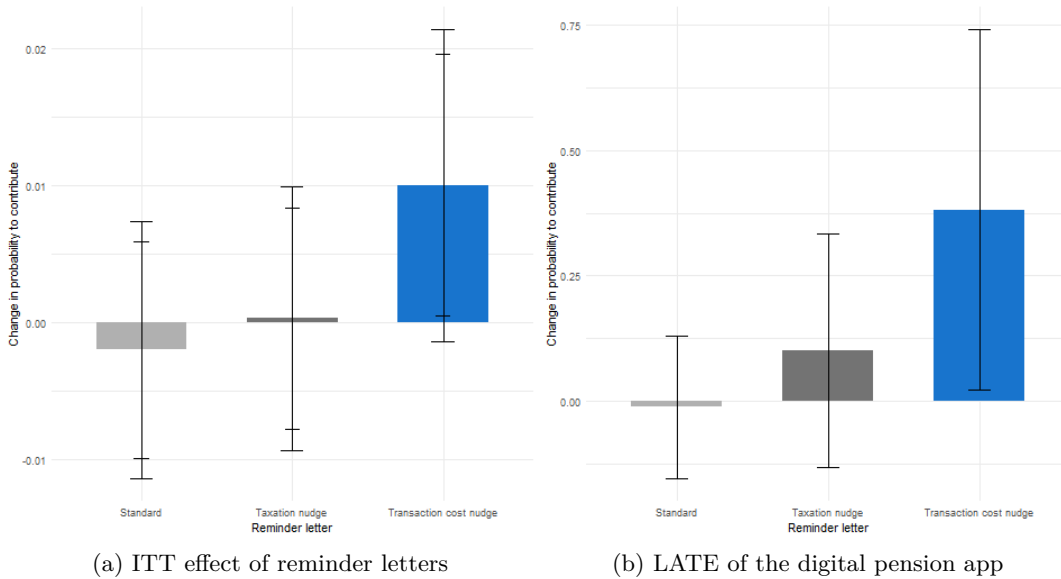 0.02
0.01
0.00
-0.01
Change in probability to contribute
Standard
Taxation nudge
Transaction cost nudge
Reminder letter
(a) ITT effect of reminder letters
0.75
0.50
0.25
0.00
Change in probability to contribute
Standard
Taxation nudge
Transaction cost nudge
Reminder letter
(b) LATE of the digital pension app